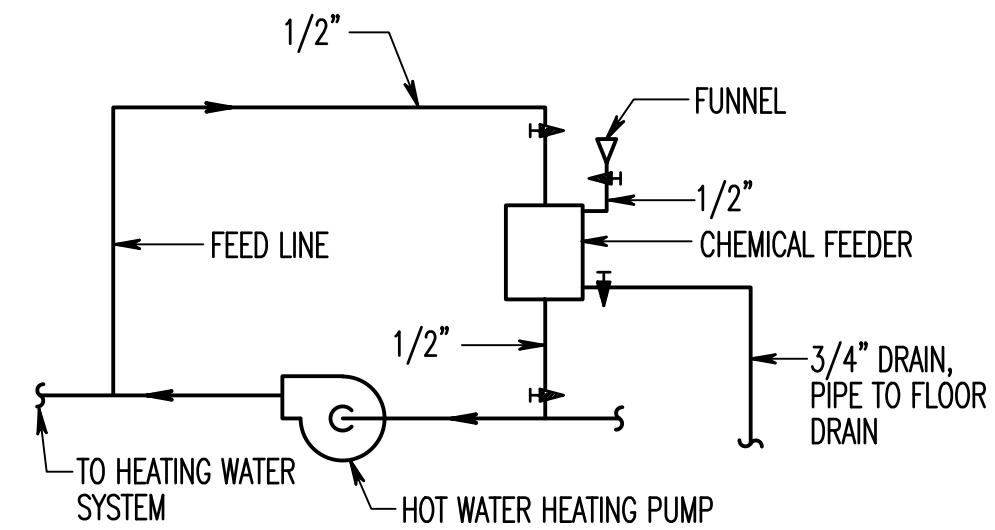 1/2"
FUNNEL
1/2"
FEED LINE
CHEMICAL FEEDER
1/2"
3/4" DRAIN,
PIPE TO FLOOR
DRAIN
TO HEATING WATER
SYSTEM
HOT WATER HEATING PUMP